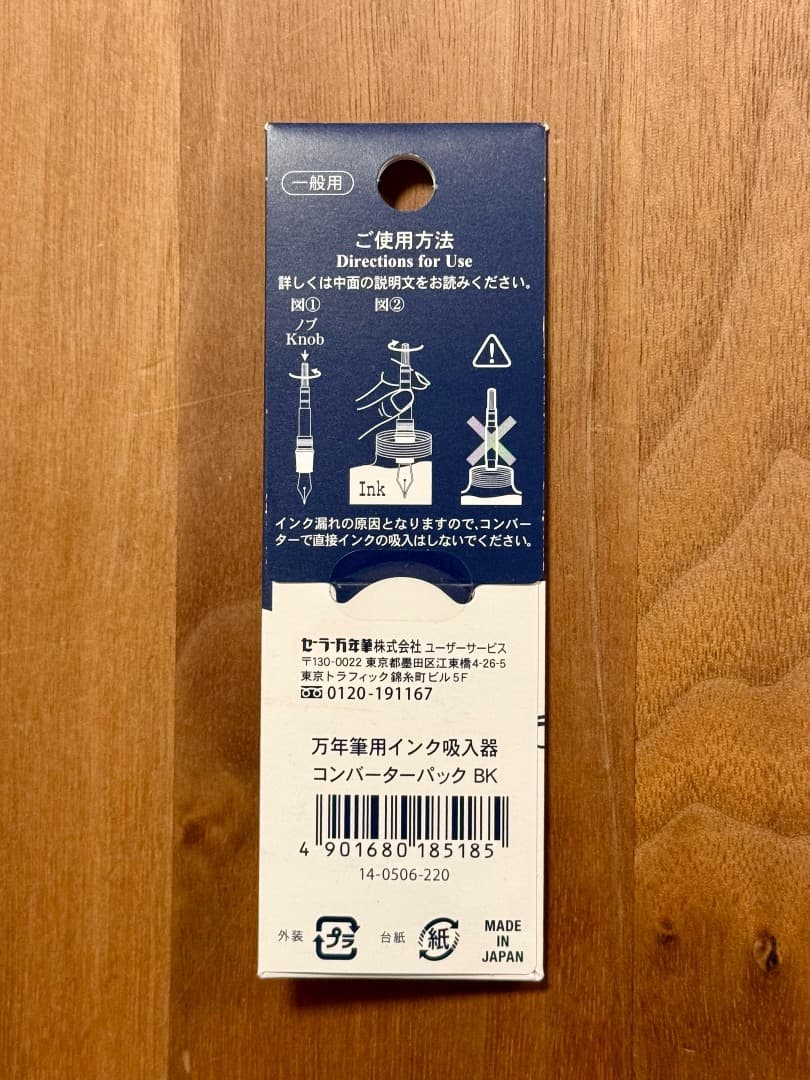 一般用
ご使用方法
Directions for Use
詳しくは中面の説明文をお読みください。
図① 図②
ノブ
Knob
Ink
インク漏れの原因となりますので、コンバー
ターで直接インクの吸入はしないでください。
セーラー万年筆株式会社 ユーザーサービス
〒130-0022 東京都墨田区江東橋4-26-5
東京トラフィック錦糸町ビル5F
0120-191167
万年筆用インク吸入器
コンバーターパック BK
4 901680 185185
14-0506-220
外装 プラ 台紙 紙 MADE
IN
JAPAN